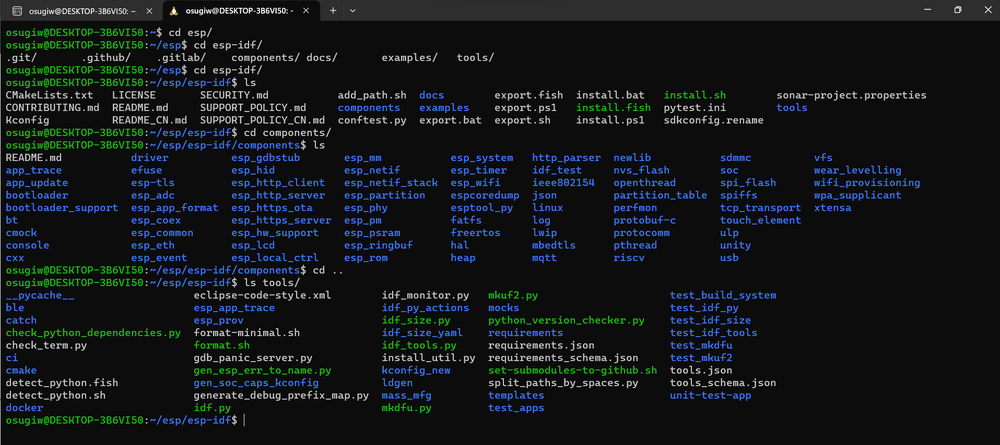 osugiw@DESKTOP-3B6VI50: ~. osugiw@DESKTOP-3B6VI50: ~
osugiw@DESKTOP-3B6VI50:~$ cd esp/
osugiw@DESKTOP-3B6VI50:~/esp$ cd esp-idf/
.git/ .github/ .gitlab/ components/ docs/ examples/ tools/
osugiw@DESKTOP-3B6VI50:~/esp$ cd esp-idf/
osugiw@DESKTOP-3B6VI50:~/esp/esp-idf$ ls
CMakeLists.txt LICENSE SECURITY.md add_path.sh docs export.fish install.bat install.sh sonar-project.properties
CONTRIBUTING.md README.md SUPPORT_POLICY.md components examples export.ps1 install.fish pytest.ini tools
Kconfig README_CN.md SUPPORT_POLICY_CN.md conftest.py export.bat export.sh install.ps1 sdkconfig.rename
osugiw@DESKTOP-3B6VI50:~/esp/esp-idf$ cd components/
osugiw@DESKTOP-3B6VI50:~/esp/esp-idf/components$ ls
README.md driver esp_gdbstub esp_mm esp_system http_parser newlib sdmmc vfs
app_trace efuse esp_hid esp_netif esp_timer idf_test nvs_flash soc wear_levelling
app_update esp-tls esp_http_client esp_netif_stack esp_wifi ieee802154 openthread spi_flash wifi_provisioning
bootloader esp_adc esp_http_server esp_partition espcoredump json partition_table spiffs wpa_supplicant
bootloader_support esp_app_format esp_https_ota esp_phy esptool_py linux perfmon tcp_transport xtensa
bt esp_coex esp_https_server esp_pm fatfs log protobuf-c touch_element
cmock esp_common esp_hw_support esp_psram freertos lwip protocomm ulp
console esp_eth esp_lcd esp_ringbuf hal mbedtls pthread unity
cxx esp_event esp_local_ctrl esp_rom heap mqtt riscv usb
osugiw@DESKTOP-3B6VI50:~/esp/esp-idf/components$ cd ..
osugiw@DESKTOP-3B6VI50:~/esp/esp-idf$ ls tools/
__pycache__ eclipse-code-style.xml idf_monitor.py mkuf2.py test_build_system
ble esp_app_trace idf_py_actions mocks test_idf_py
catch esp_prov idf_size.py python_version_checker.py test_idf_size
check_python_dependencies.py format-minimal.sh idf_size_yaml requirements test_idf_tools
check_term.py format.sh idf_tools.py requirements.json test_mkdfu
ci gdb_panic_server.py install_util.py requirements_schema.json test_mkuf2
cmake gen_esp_err_to_name.py kconfig_new set-submodules-to-github.sh tools.json
detect_python.fish gen_soc_caps_kconfig ldgen split_paths_by_spaces.py tools_schema.json
detect_python.sh generate_debug_prefix_map.py mass_mfg templates unit-test-app
docker idf.py mkdfu.py test_apps
osugiw@DESKTOP-3B6VI50:~/esp/esp-idf$